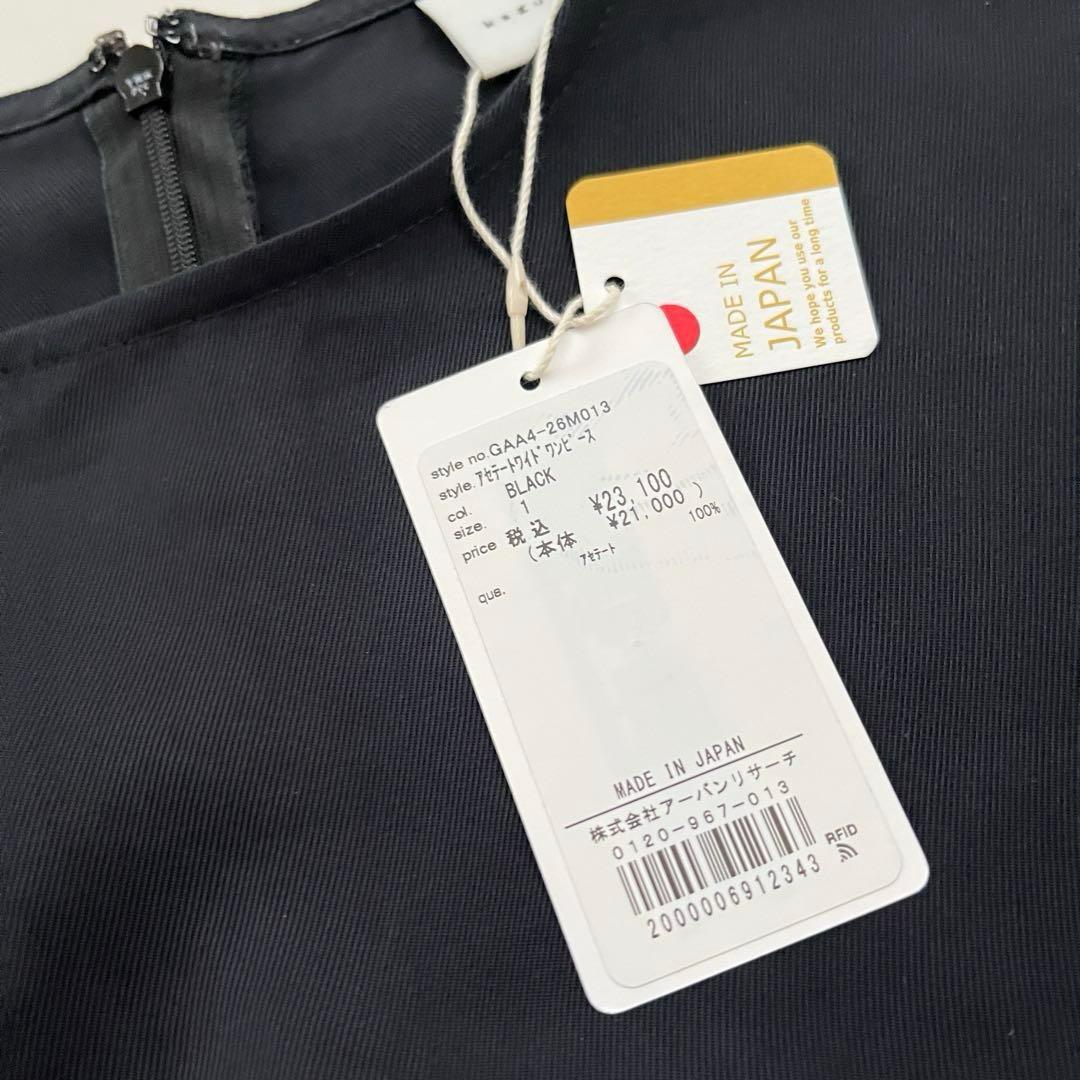 MADE IN
JAPAN
We hope you use our
products for a long time
style no.GAA4-26M013
style.ｱｾﾃｰﾄﾜｲﾄﾞﾜﾝﾋﾟｰｽ
col. BLACK
size. 1
price 税込 ¥23,100
(本体 ¥21,000 )
ｱｾﾃｰﾄ 100%
qua.
MADE IN JAPAN
株式会社アーバンリサーチ
0120-967-013
RFID
2000006912343